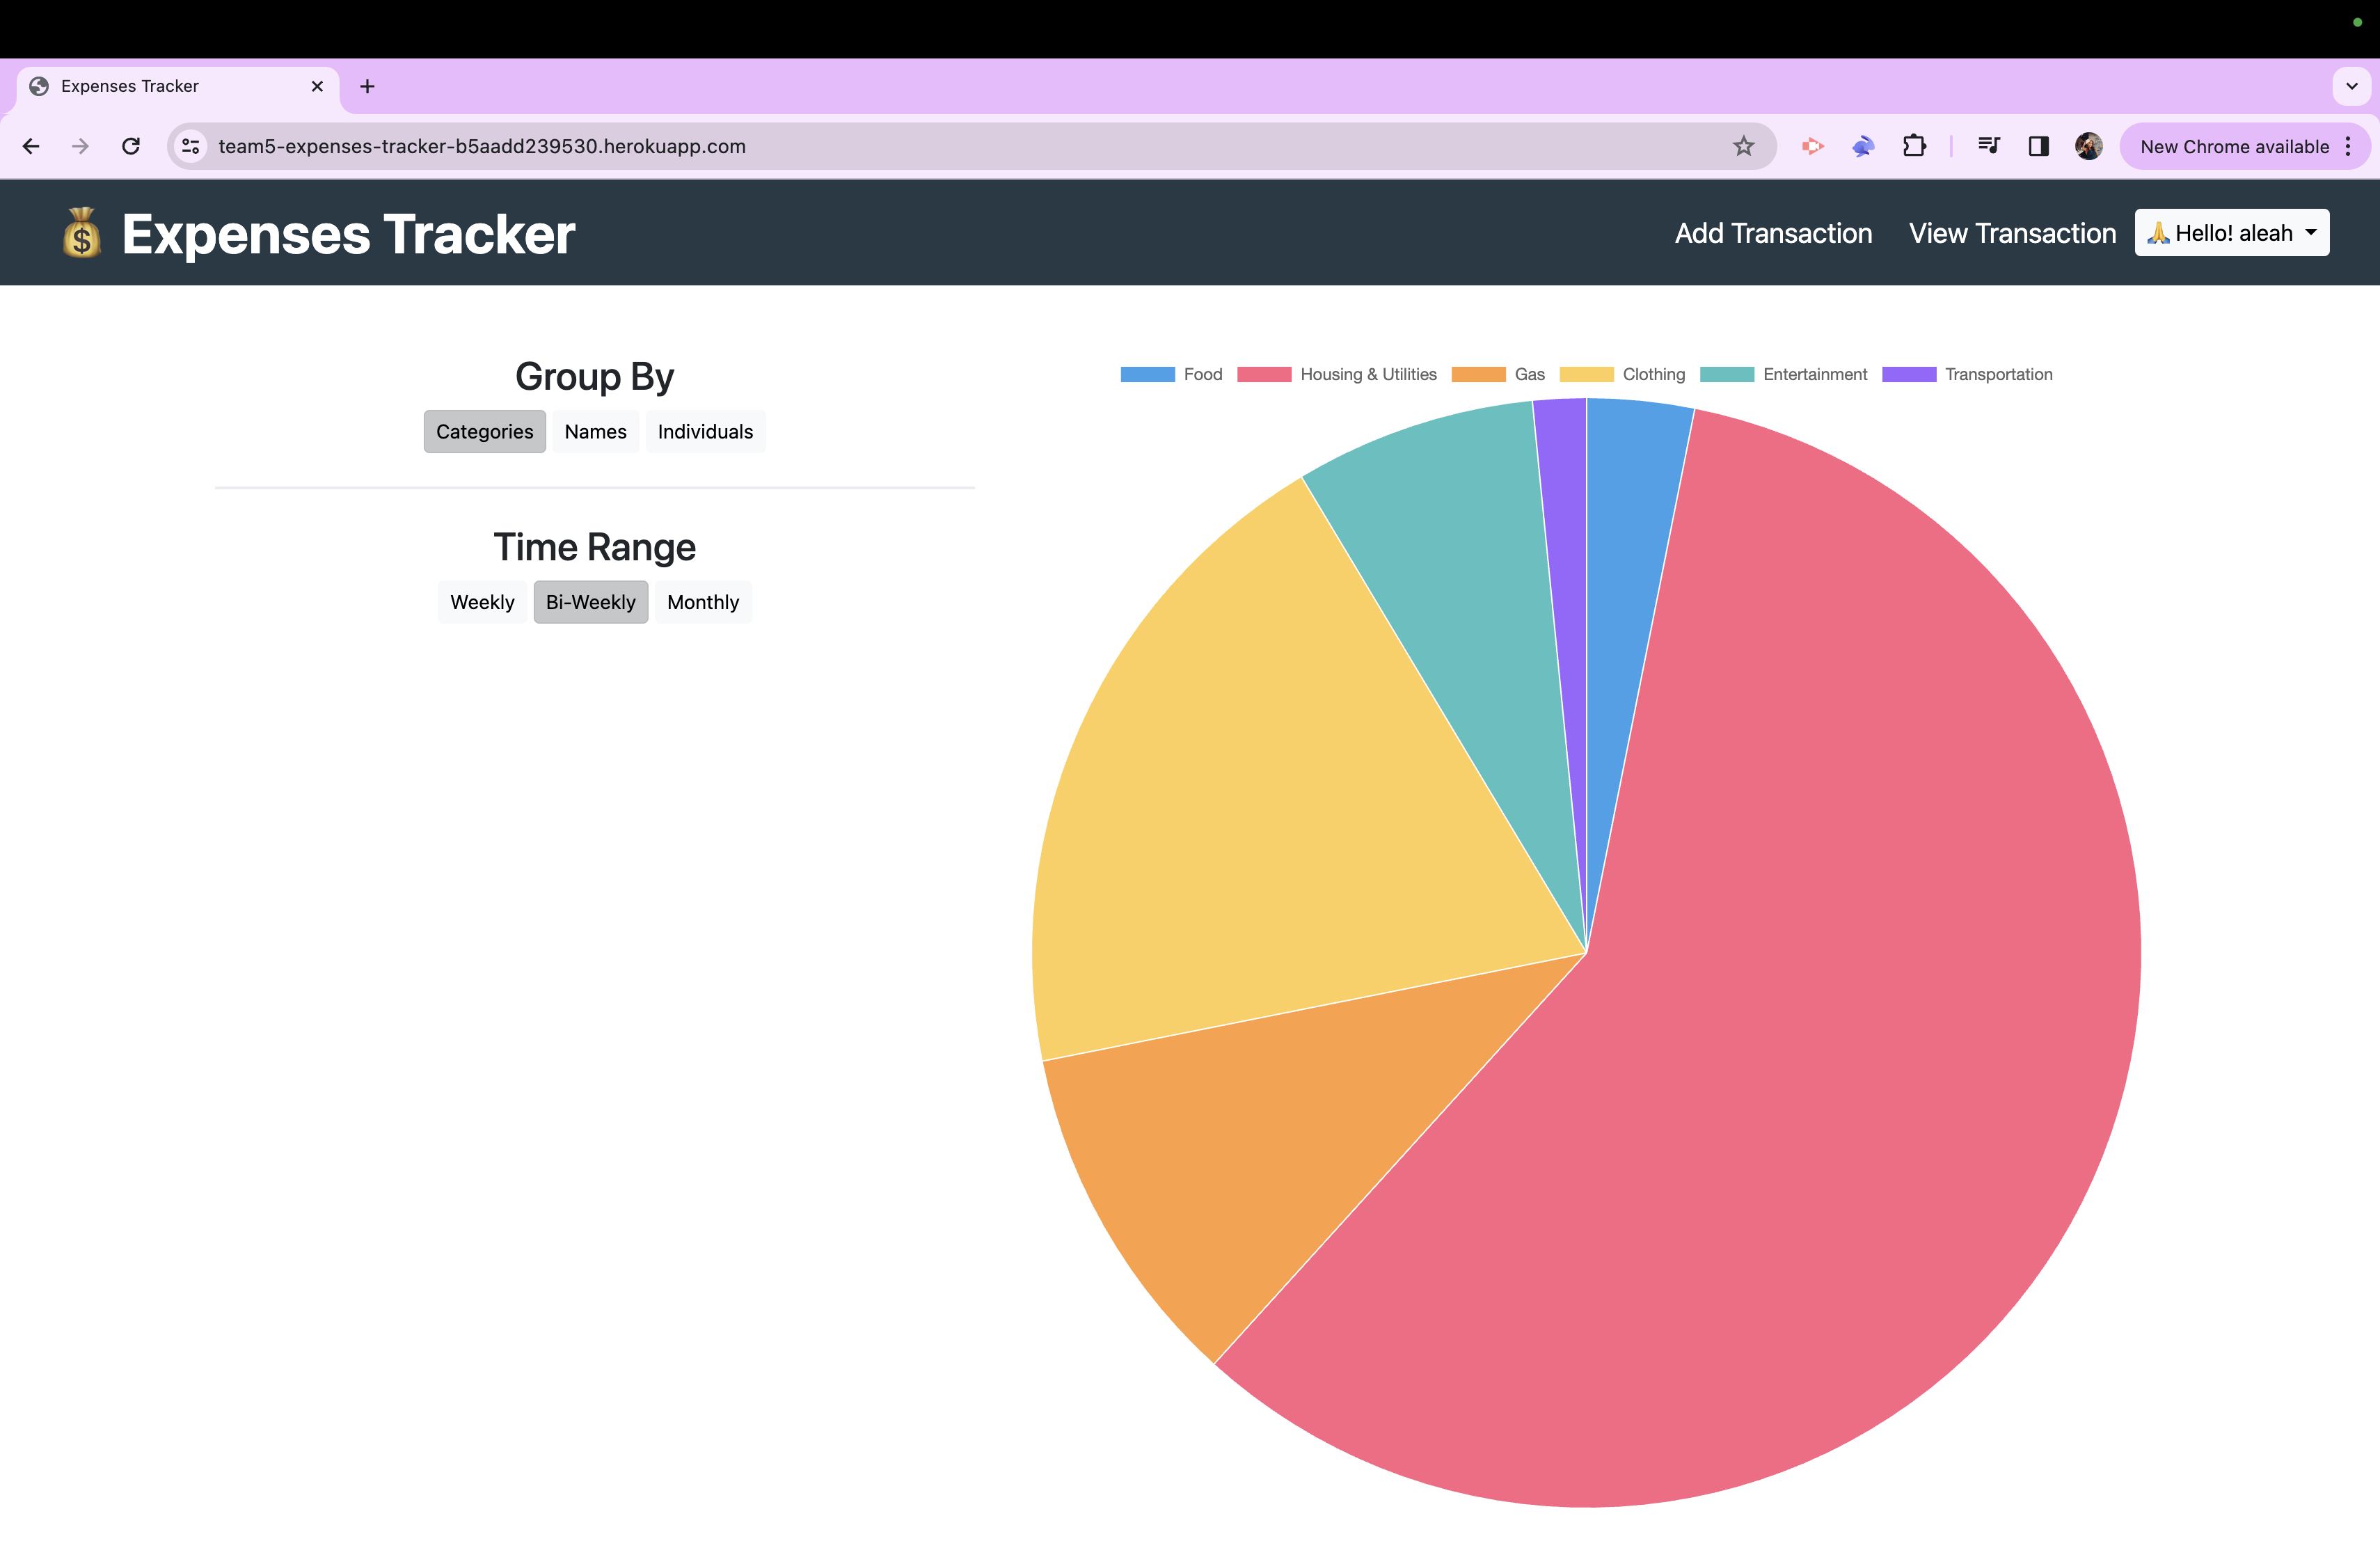 Expenses Tracker
team5-expenses-tracker-b5aadd239530.herokuapp.com
New Chrome available
💰 Expenses Tracker
Add Transaction View Transaction 🙏 Hello! aleah
Group By
Categories Names Individuals
Time Range
Weekly Bi-Weekly Monthly
Food Housing & Utilities Gas Clothing Entertainment Transportation